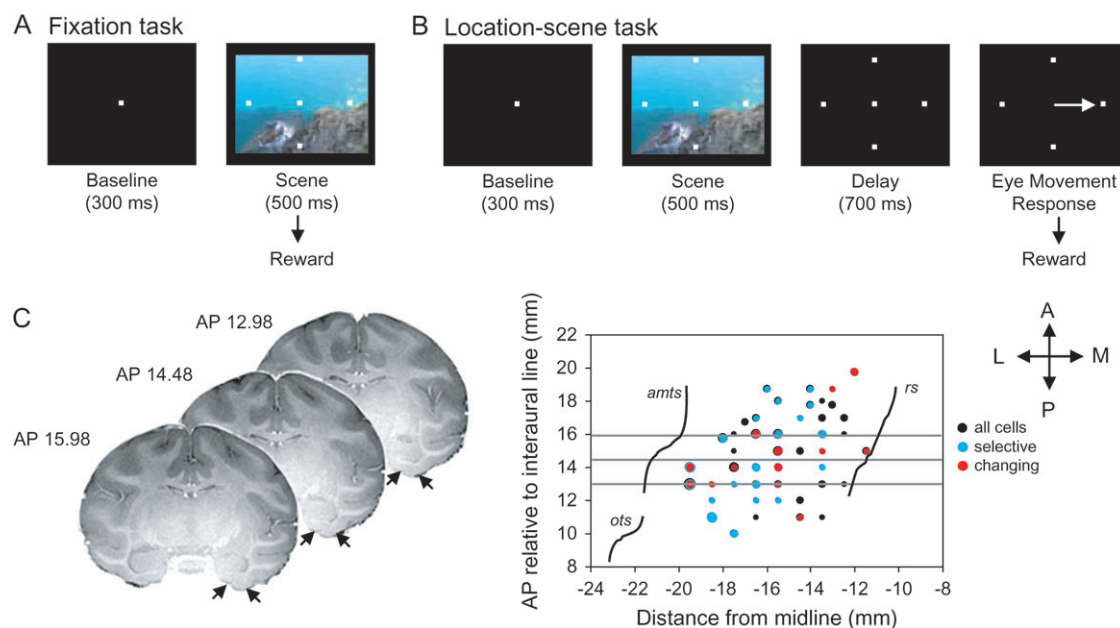 A Fixation task
Baseline
(300 ms)
Scene
(500 ms)
Reward
B Location-scene task
Baseline
(300 ms)
Scene
(500 ms)
Delay
(700 ms)
Eye Movement
Response
Reward
C
AP 12.98
AP 14.48
AP 15.98
AP relative to interaural line (mm)
22
20
18
16
14
12
10
8
amts
ots
rs
-24 -22 -20 -18 -16 -14 -12 -10 -8
Distance from midline (mm)
A
L M
P
all cells
selective
changing